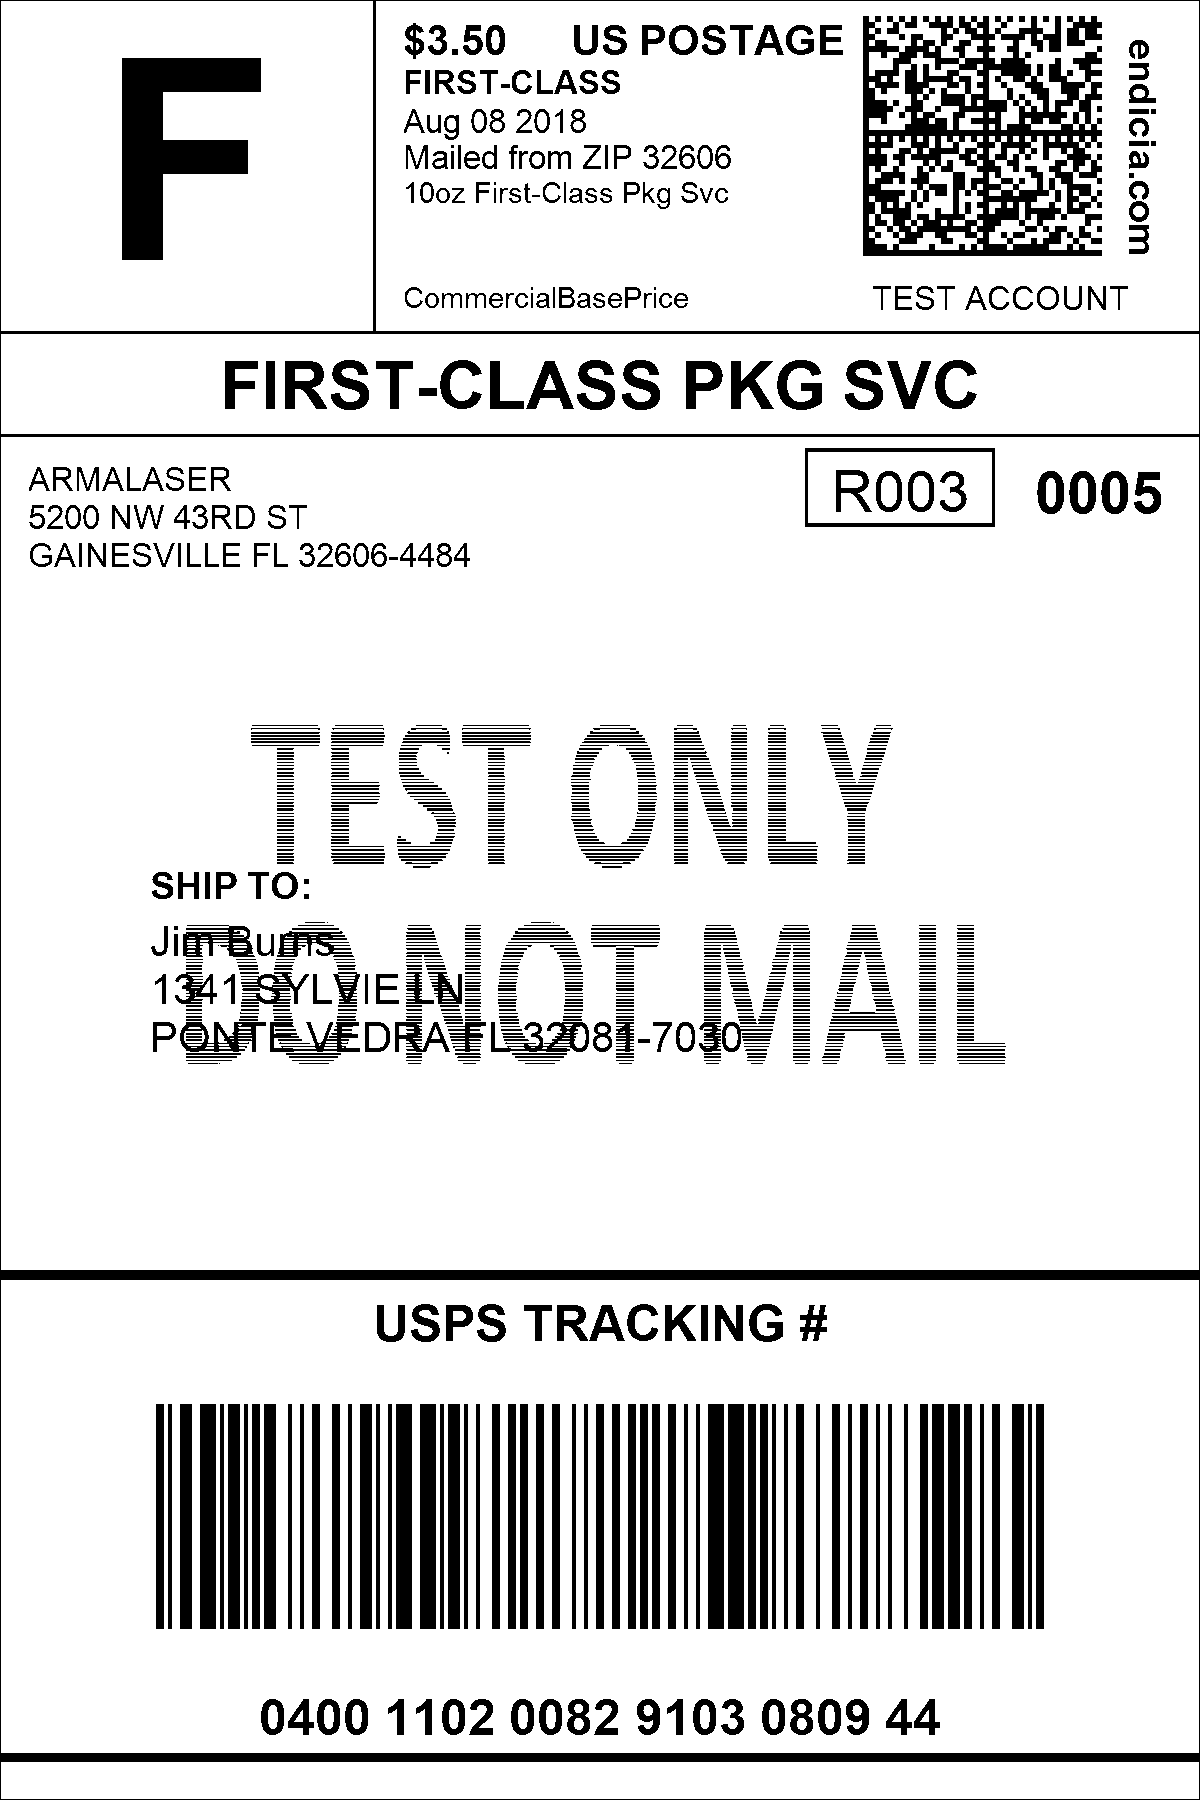 F
$3.50 US POSTAGE
FIRST-CLASS
Aug 08 2018
Mailed from ZIP 32606
10oz First-Class Pkg Svc
CommercialBasePrice
endicia.com
TEST ACCOUNT
FIRST-CLASS PKG SVC
ARMALASER
5200 NW 43RD ST
GAINESVILLE FL 32606-4484
R003 0005
TEST ONLY
SHIP TO:
DO NOT MAIL
Jim Burns
1341 SYLVIE LN
PONTE VEDRA FL 32081-7030
USPS TRACKING #
0400 1102 0082 9103 0809 44